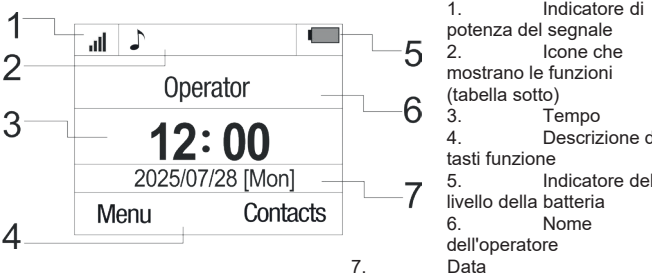 1
2
3
4
5
6
7
Operator
12:00
2025/07/28 [Mon]
Menu Contacts
1. Indicatore di
potenza del segnale
2. Icone che
mostrano le funzioni
(tabella sotto)
3. Tempo
4. Descrizione d
tasti funzione
5. Indicatore del
livello della batteria
6. Nome
dell'operatore
7. Data